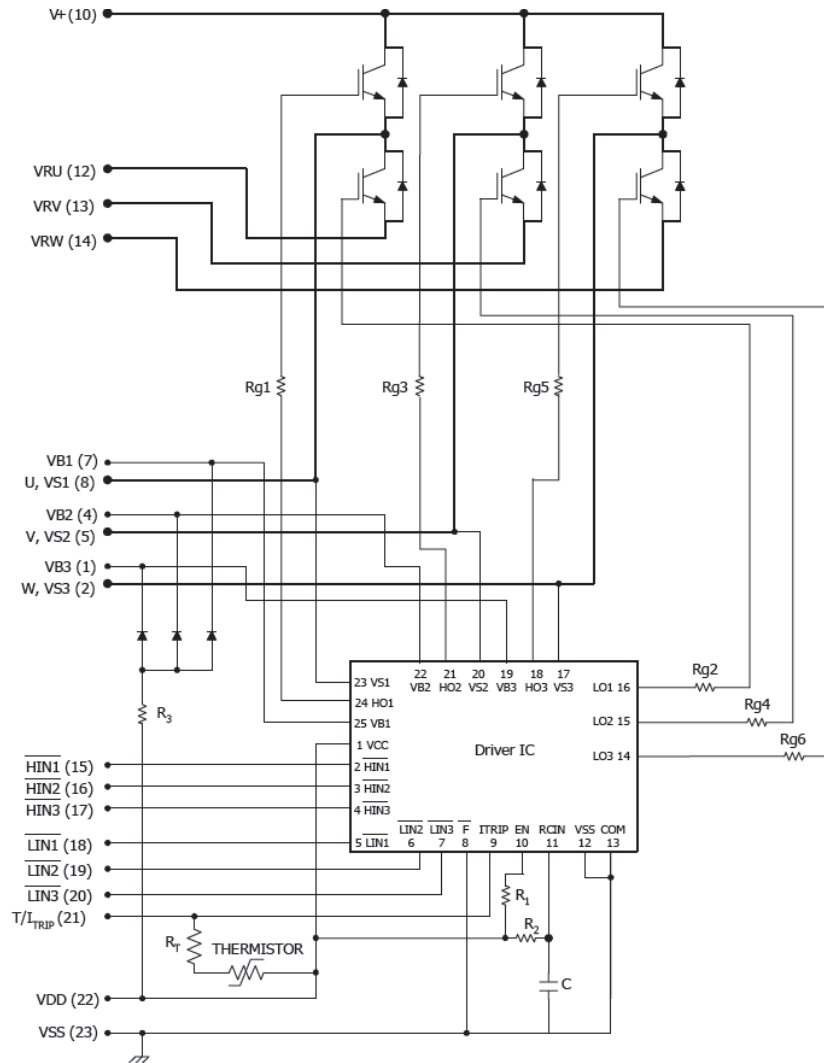 V+(10)
VRU (12)
VRV (13)
VRW (14)
Rg1
Rg3
Rg5
VB1 (7)
U, VS1 (8)
VB2 (4)
V, VS2 (5)
VB3 (1)
W, VS3 (2)
22 21 20 19 18 17
VB2 HO2 VS2 VB3 HO3 VS3
23 VS1
LO1 16
Rg2
R3
24 HO1
25 VB1
LO2 15
Rg4
1 VCC
Driver IC
LO3 14
Rg6
HIN1 (15)
2 HIN1
HIN2 (16)
3 HIN2
HIN3 (17)
4 HIN3
LIN2 LIN3 F ITRIP EN RCIN VSS COM
LIN1 (18)
5 LIN1
6 7 8 9 10 11 12 13
LIN2 (19)
LIN3 (20)
R1
T/ITRIP (21)
R2
RT
THERMISTOR
C
VDD (22)
VSS (23)